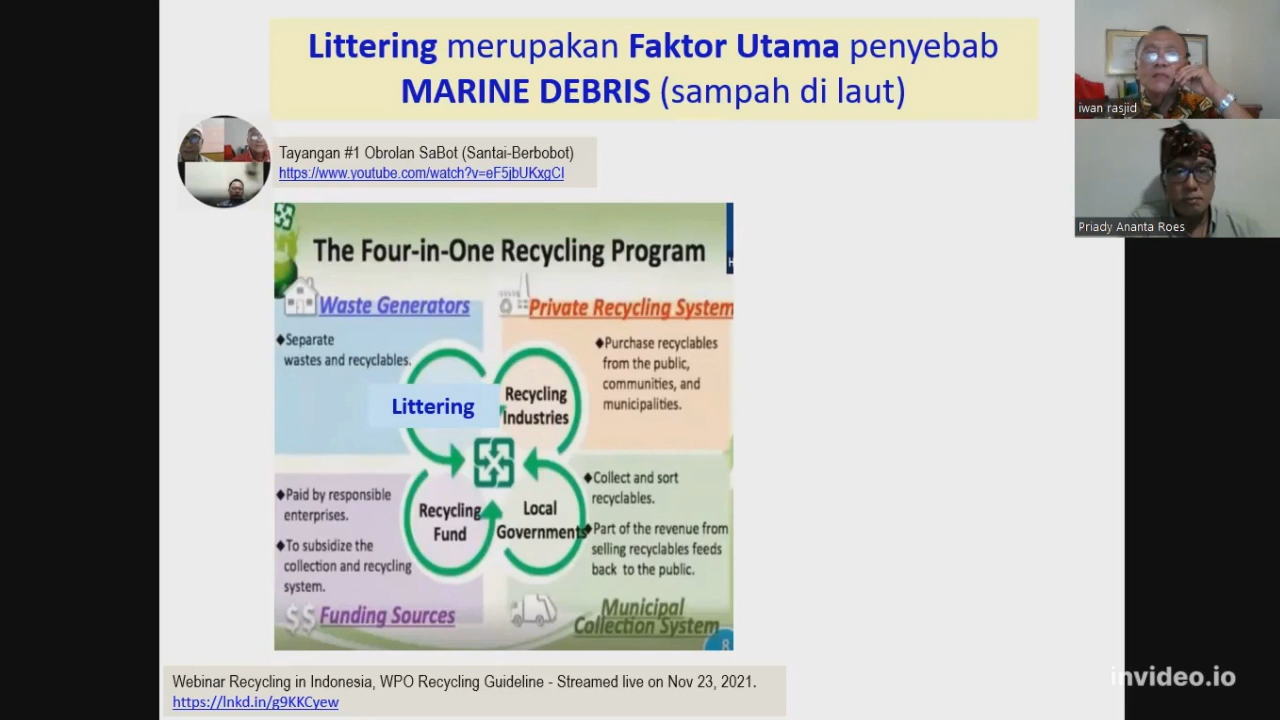 Littering merupakan Faktor Utama penyebab
MARINE DEBRIS (sampah di laut)
iwan rasjid
Priady Ananta Roes
Tayangan #1 Obrolan SaBot (Santai-Berbobot)
https://www.youtube.com/watch?v=eF5jbUKxgCI
The Four-in-One Recycling Program
Waste Generators
◆Separate
wastes and recyclables.
Private Recycling System
◆Purchase recyclables
from the public,
communities, and
municipalities.
Littering
Recycling
Industries
◆Paid by responsible
enterprises.
◆To subsidize the
collection and recycling
system.
Funding Sources
Recycling
Fund
Local
Governments
◆Collect and sort
recyclables.
◆Part of the revenue from
selling recyclables feeds
back to the public.
Municipal
Collection System
8
Webinar Recycling in Indonesia, WPO Recycling Guideline - Streamed live on Nov 23, 2021.
https://lnkd.in/g9KKCyew
invideo.io